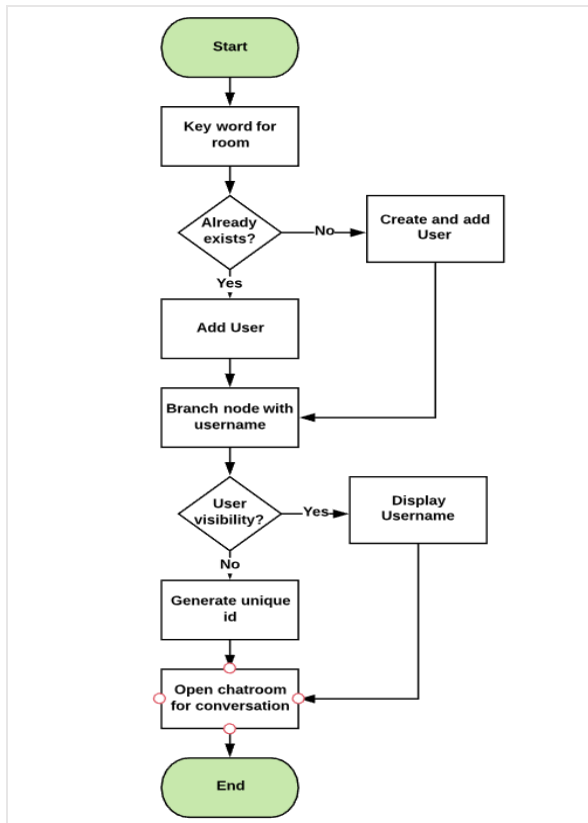 Start
Key word for
room
Already
exists?
No
Create and add
User
Yes
Add User
Branch node with
username
User
visibility?
Yes
Display
Username
No
Generate unique
id
Open chatroom
for conversation
End